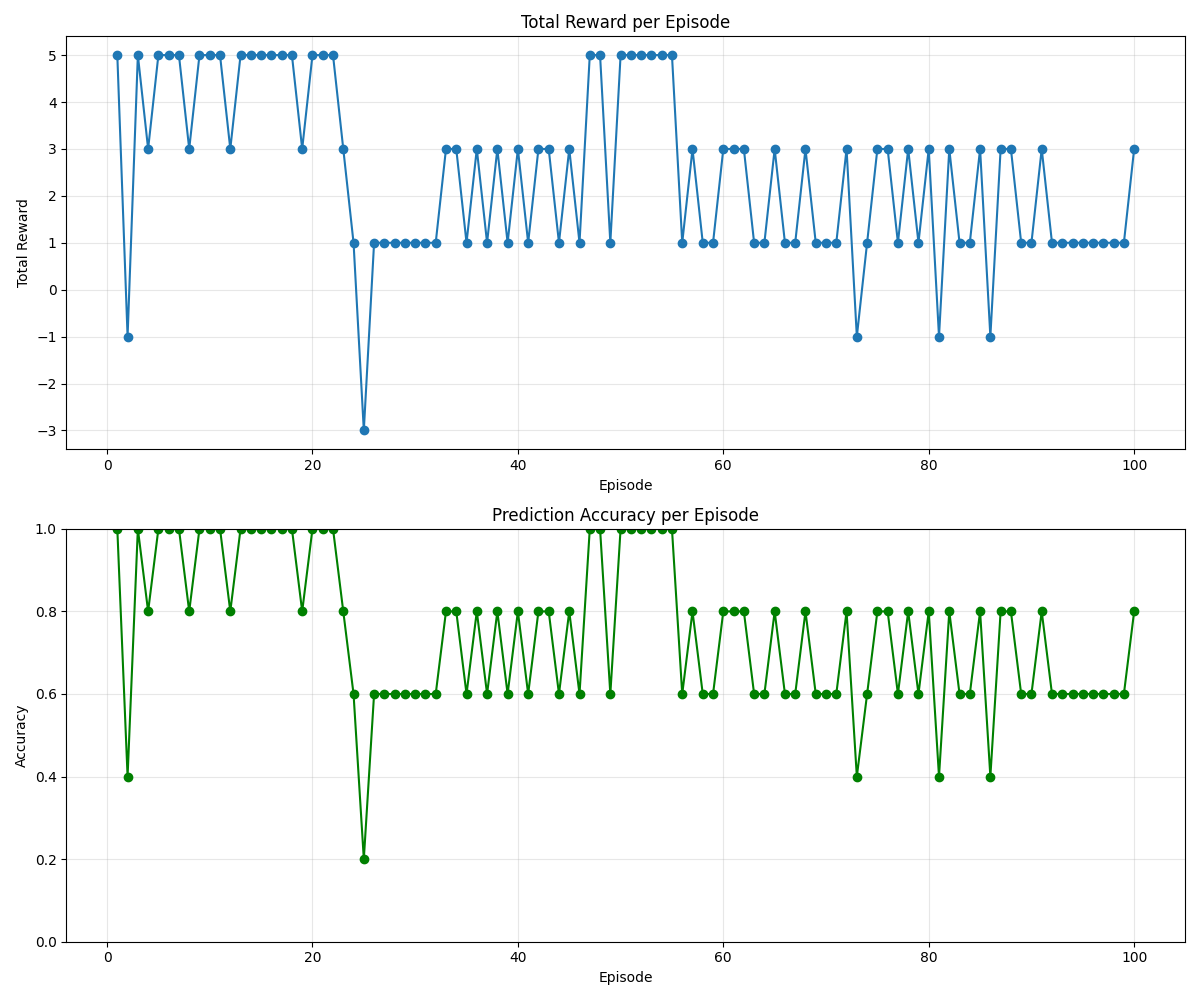 Total Reward per Episode
5
4
3
2
1
0
−1
−2
−3
Total Reward
0 20 40 60 80 100
Episode
Prediction Accuracy per Episode
1.0
0.8
0.6
0.4
0.2
0.0
Accuracy
0 20 40 60 80 100
Episode